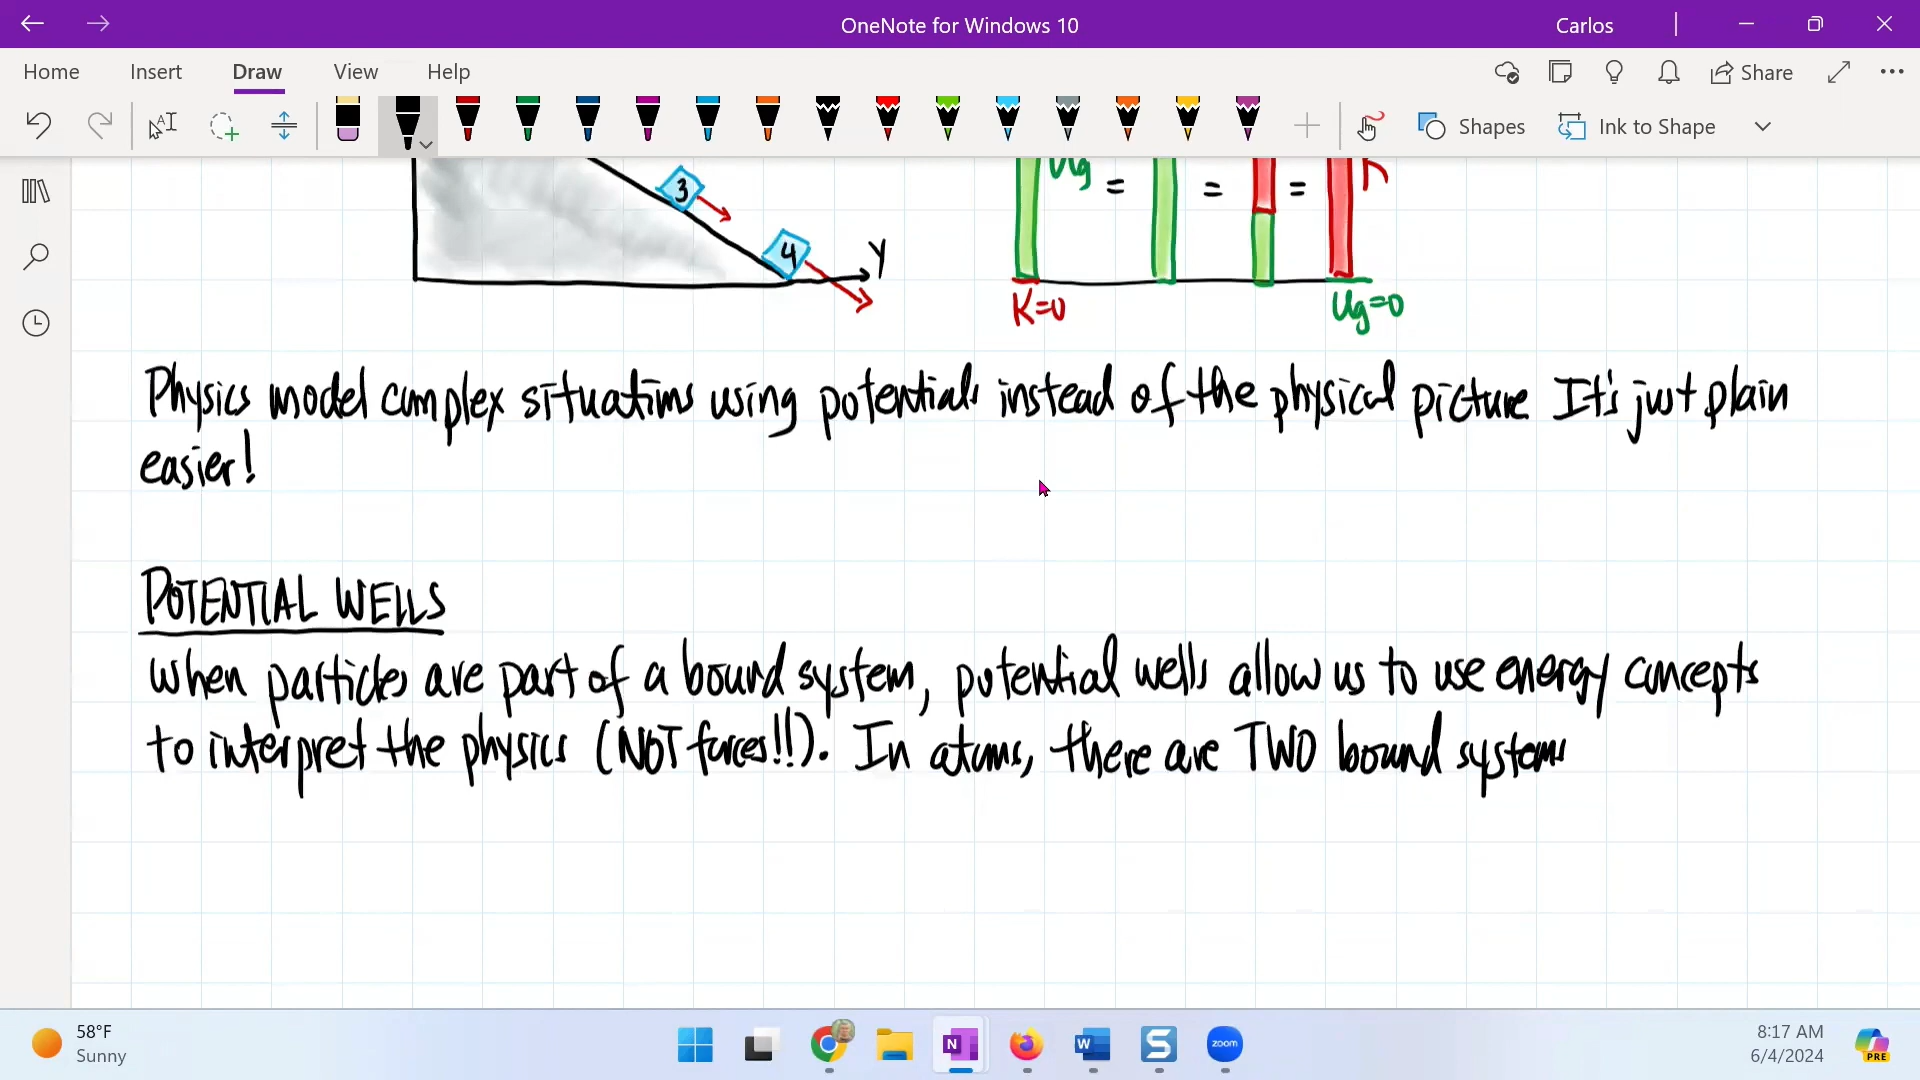 OneNote for Windows 10
Carlos
Home Insert Draw View Help
Share
Shapes
Ink to Shape
3
4
Y
Ug = = = K
K=0
Ug=0
Physics model complex situations using potentials instead of the physical picture It's just plain
easier!
POTENTIAL WELLS
When particles are part of a bound system, potential wells allow us to use energy concepts
to interpret the physics (NOT forces!!). In atoms, there are TWO bound systems
58°F
Sunny
zoom
8:17 AM
6/4/2024
PRE